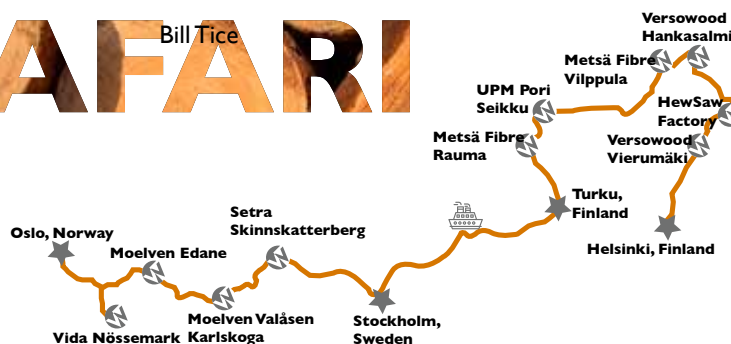 AFARI
Bill Tice
Versowood
Hankasalmi
Metsä Fibre
Vilppula
UPM Pori
Seikku
HewSaw
Factory
Metsä Fibre
Rauma
Versowood
Vierumäki
Turku,
Finland
Helsinki, Finland
Setra
Skinnskatterberg
Oslo, Norway
Moelven Edane
Vida Nössemark
Moelven Valåsen
Karlskoga
Stockholm,
Sweden